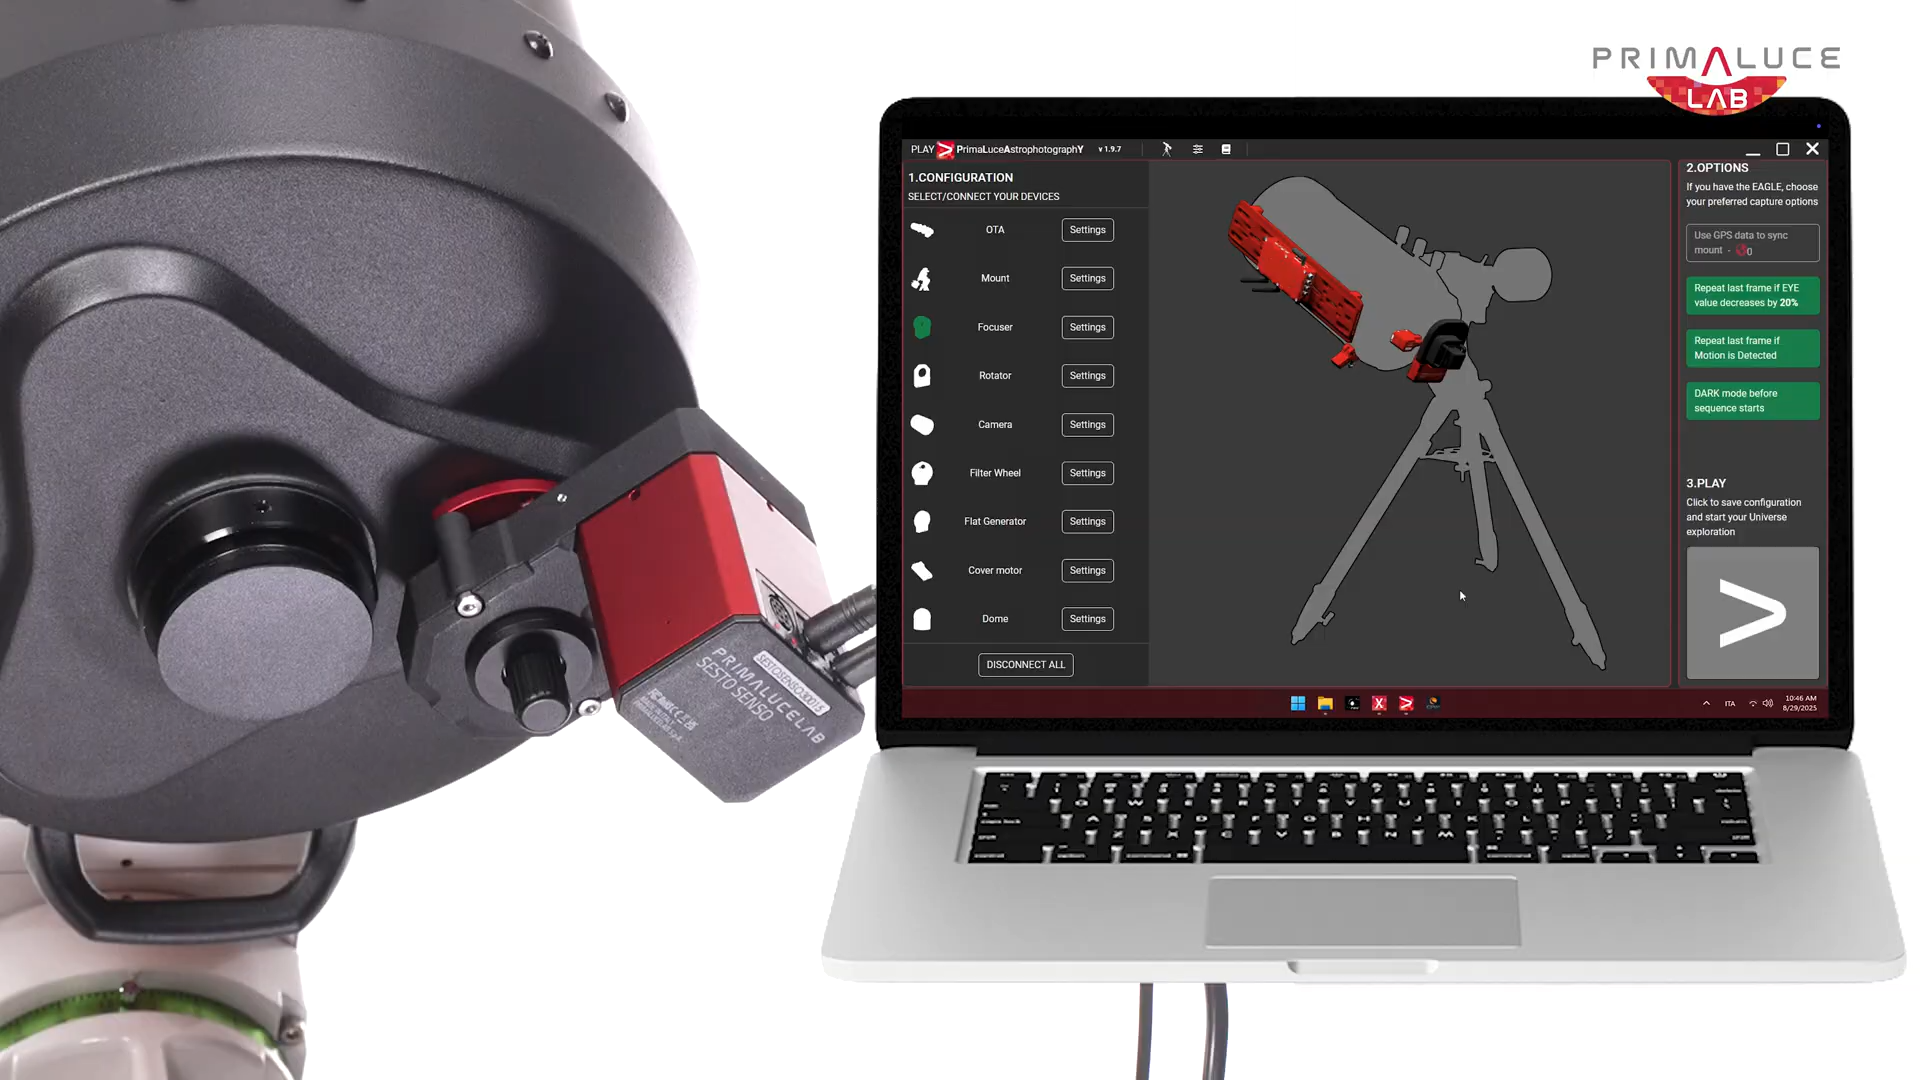 PRIMALUCE
LAB
PLAY PrimaLuceAstrophotographY v 1.9.7
1.CONFIGURATION
SELECT/CONNECT YOUR DEVICES
OTA Settings
Mount Settings
Focuser Settings
Rotator Settings
Camera Settings
Filter Wheel Settings
Flat Generator Settings
Cover motor Settings
Dome Settings
DISCONNECT ALL
2.OPTIONS
If you have the EAGLE, choose
your preferred capture options
Use GPS data to sync
mount - 0
Repeat last frame if EYE
value decreases by 20%
Repeat last frame if
Motion is Detected
DARK mode before
sequence starts
3.PLAY
Click to save configuration
and start your Universe
exploration
ITA
10:46 AM
8/29/2025
PRIMALUCELAB
SESTO SENSO
SESTOSENSO30015